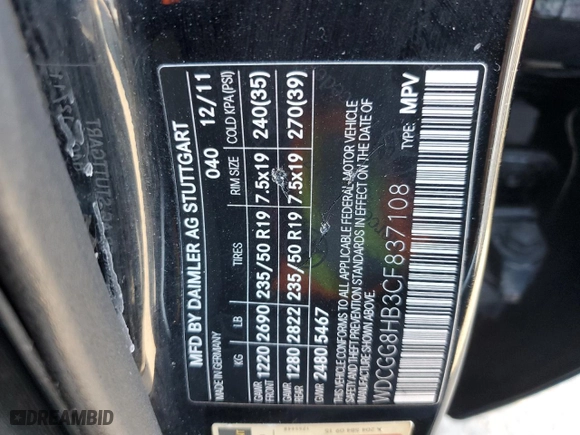 MFD BY DAIMLER AG STUTTGART
MADE IN GERMANY 040 12/11
KG LB TIRES RIM SIZE COLD KPA (PSI)
GAWR FRONT 1220 2690 235/50 R19 7.5x19 240(35)
GAWR REAR 1280 2822 235/50 R19 7.5x19 270(39)
GVWR 2480 5467
THIS VEHICLE CONFORMS TO ALL APPLICABLE FEDERAL MOTOR VEHICLE
SAFETY, BUMPER AND THEFT PREVENTION STANDARDS IN EFFECT ON THE DATE OF
MANUFACTURE SHOWN ABOVE.
WDCGG8HB3CF837108 TYPE: MPV
DREAMBID